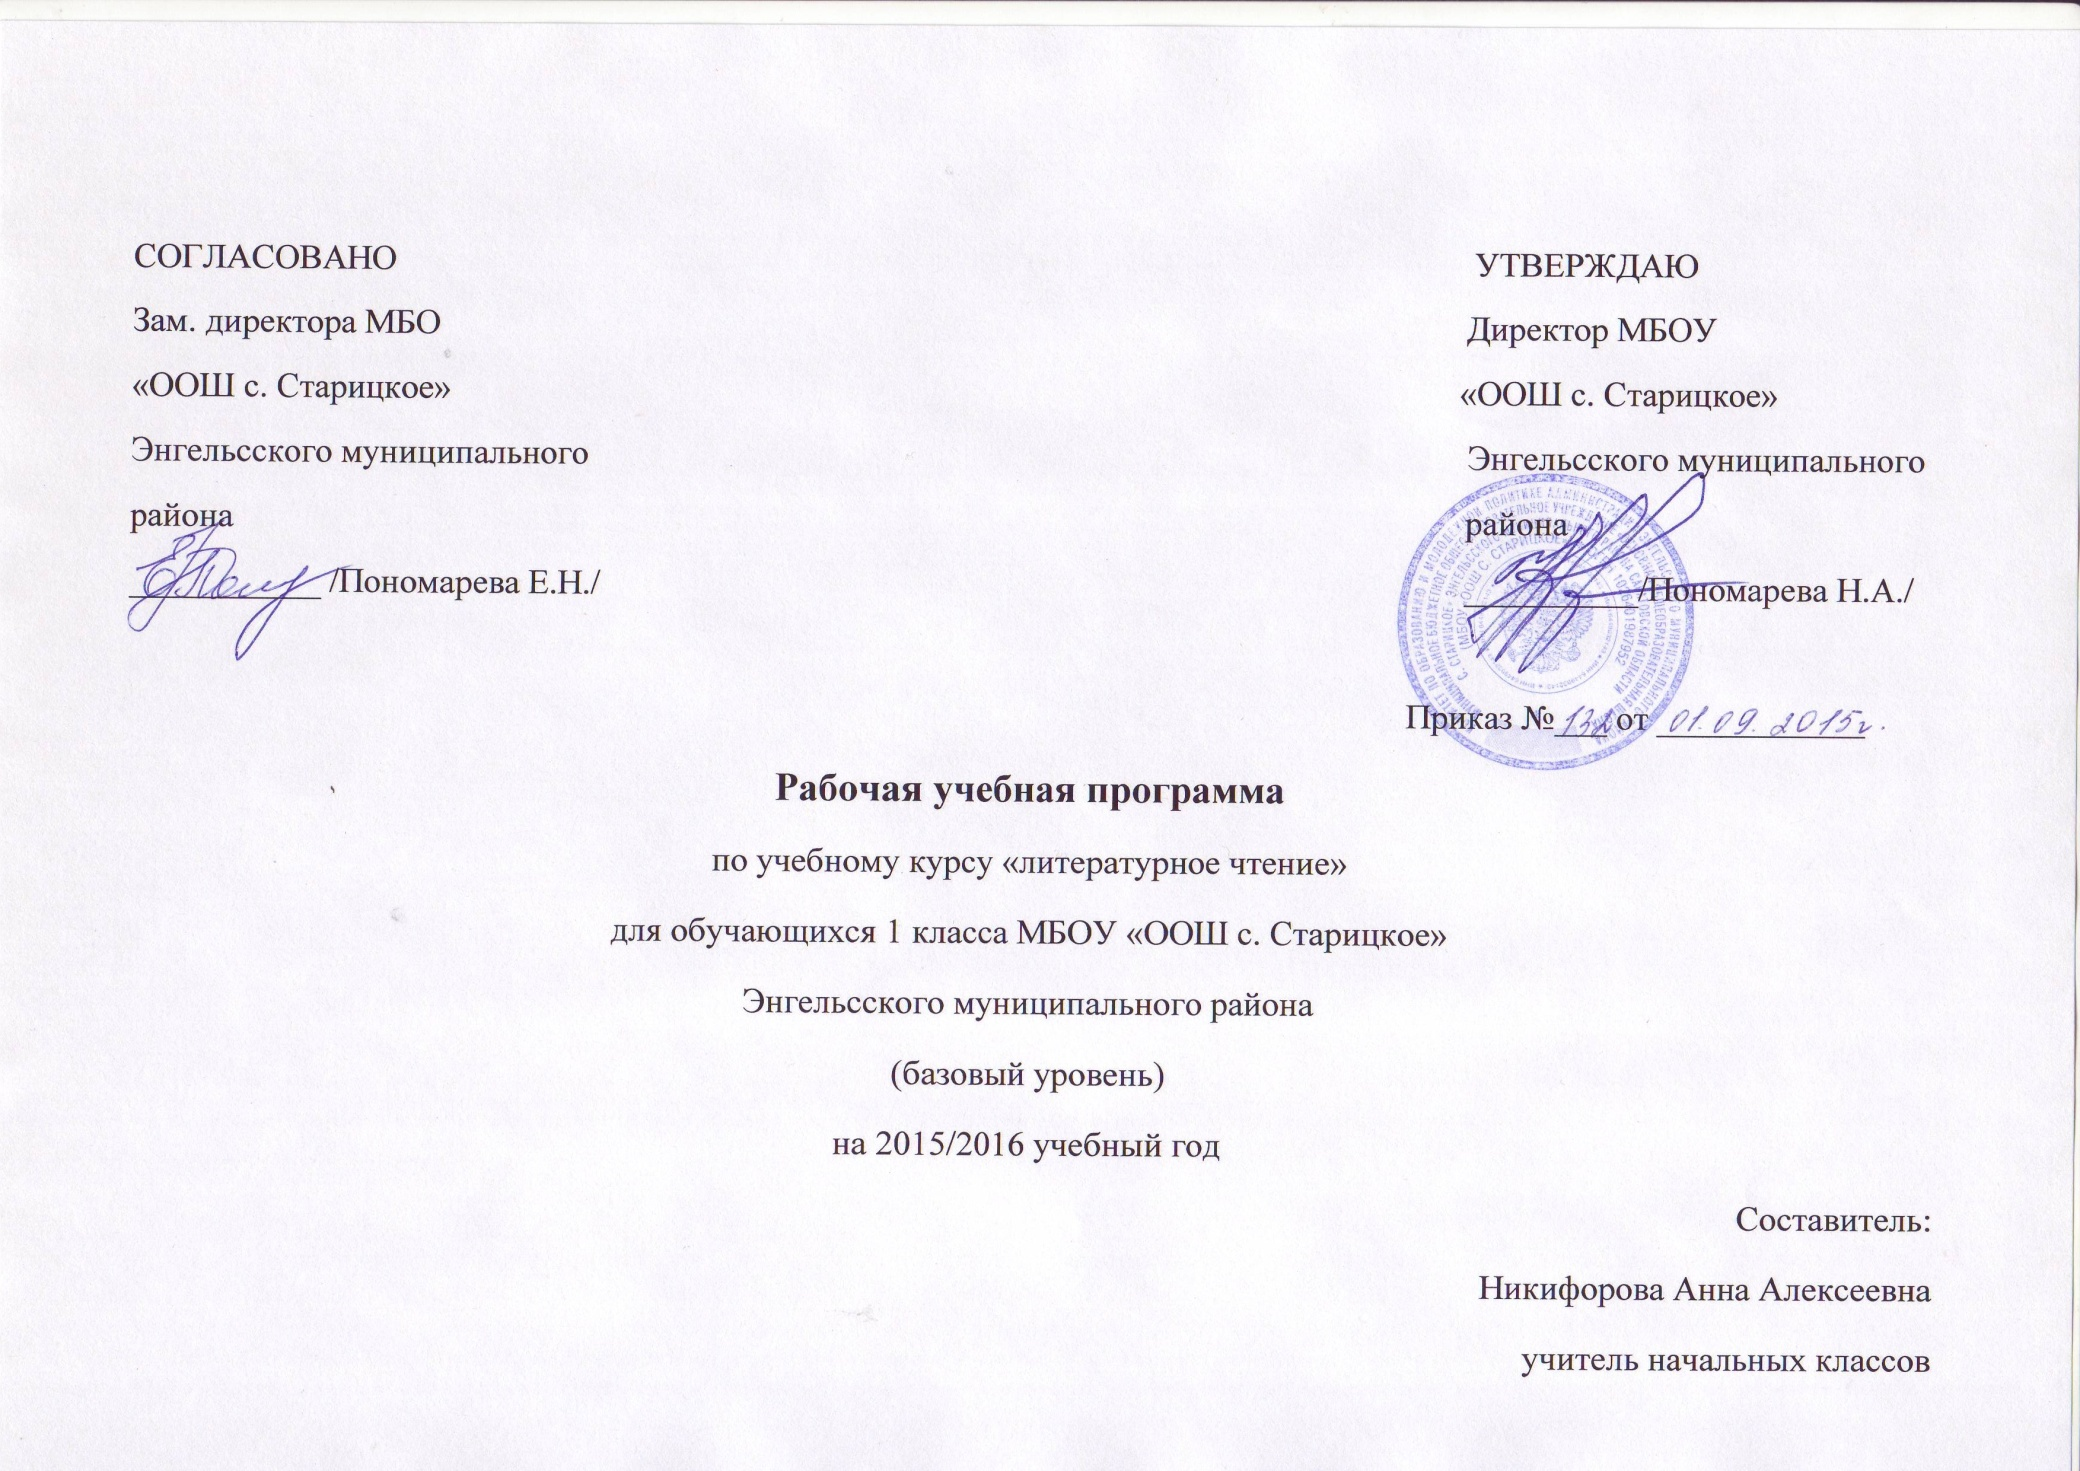 СОГЛАСОВАНО
Зам. директора МБО
«ООШ с. Старицкое»
Энгельсского муниципального
района
/Пономарева Е.Н./
УТВЕРЖДАЮ
Директор МБОУ
«ООШ с. Старицкое»
Энгельсского муниципального
района
/Пономарева Н.А./
Приказ № 132 от 01.09.2015г.
Рабочая учебная программа
по учебному курсу «литературное чтение»
для обучающихся 1 класса МБОУ «ООШ с. Старицкое»
Энгельсского муниципального района
(базовый уровень)
на 2015/2016 учебный год
Составитель:
Никифорова Анна Алексеевна
учитель начальных классов